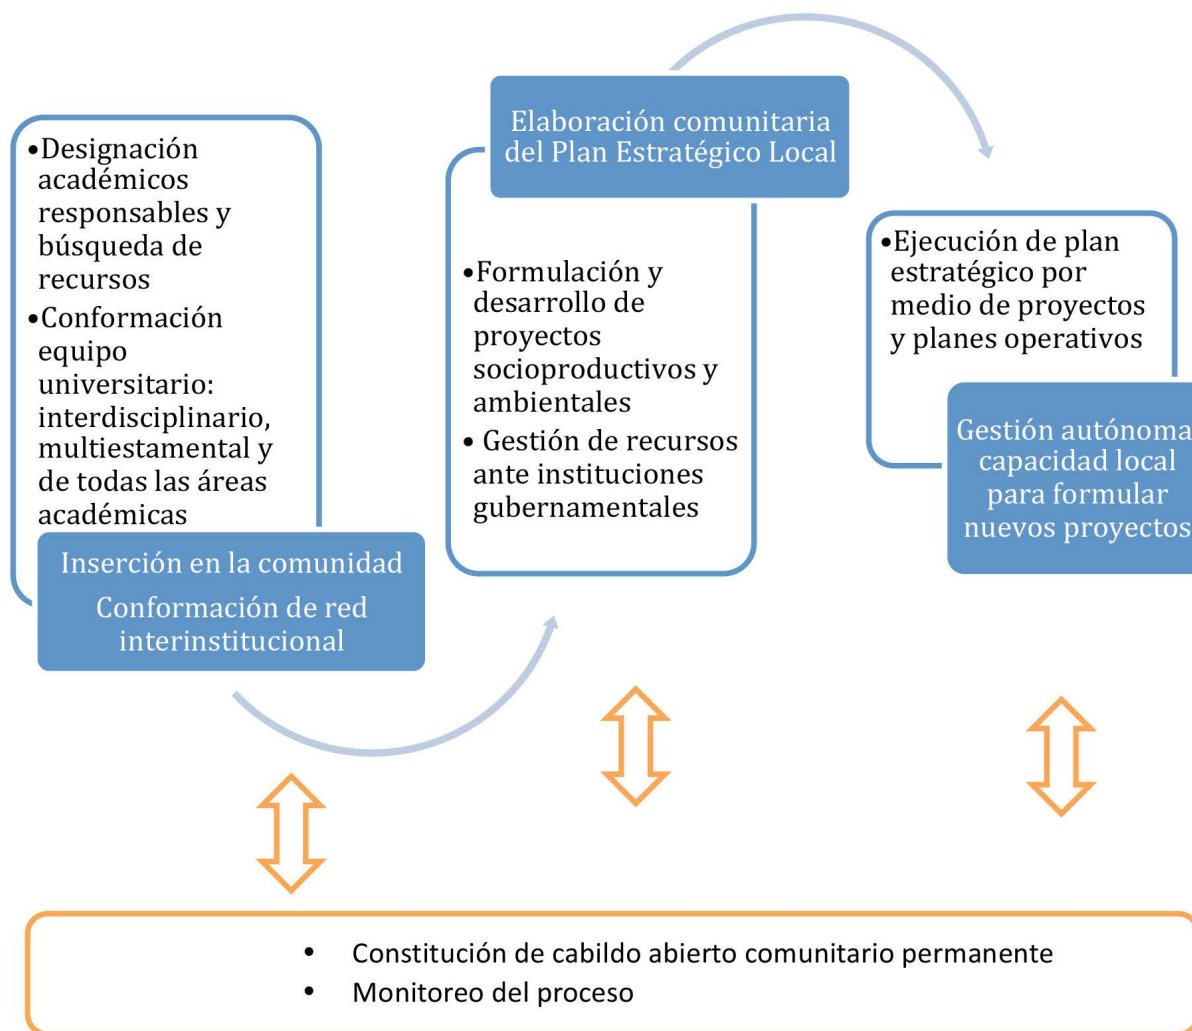 •Designación
académicos
responsables y
búsqueda de
recursos
•Conformación
equipo
universitario:
interdisciplinario,
multiestamental y
de todas las áreas
académicas
Inserción en la comunidad
Conformación de red
interinstitucional
Elaboración comunitaria
del Plan Estratégico Local
•Formulación y
desarrollo de
proyectos
socioproductivos y
ambientales
• Gestión de recursos
ante instituciones
gubernamentales
•Ejecución de plan
estratégico por
medio de proyectos
y planes operativos
Gestión autónoma
capacidad local
para formular
nuevos proyectos
• Constitución de cabildo abierto comunitario permanente
• Monitoreo del proceso